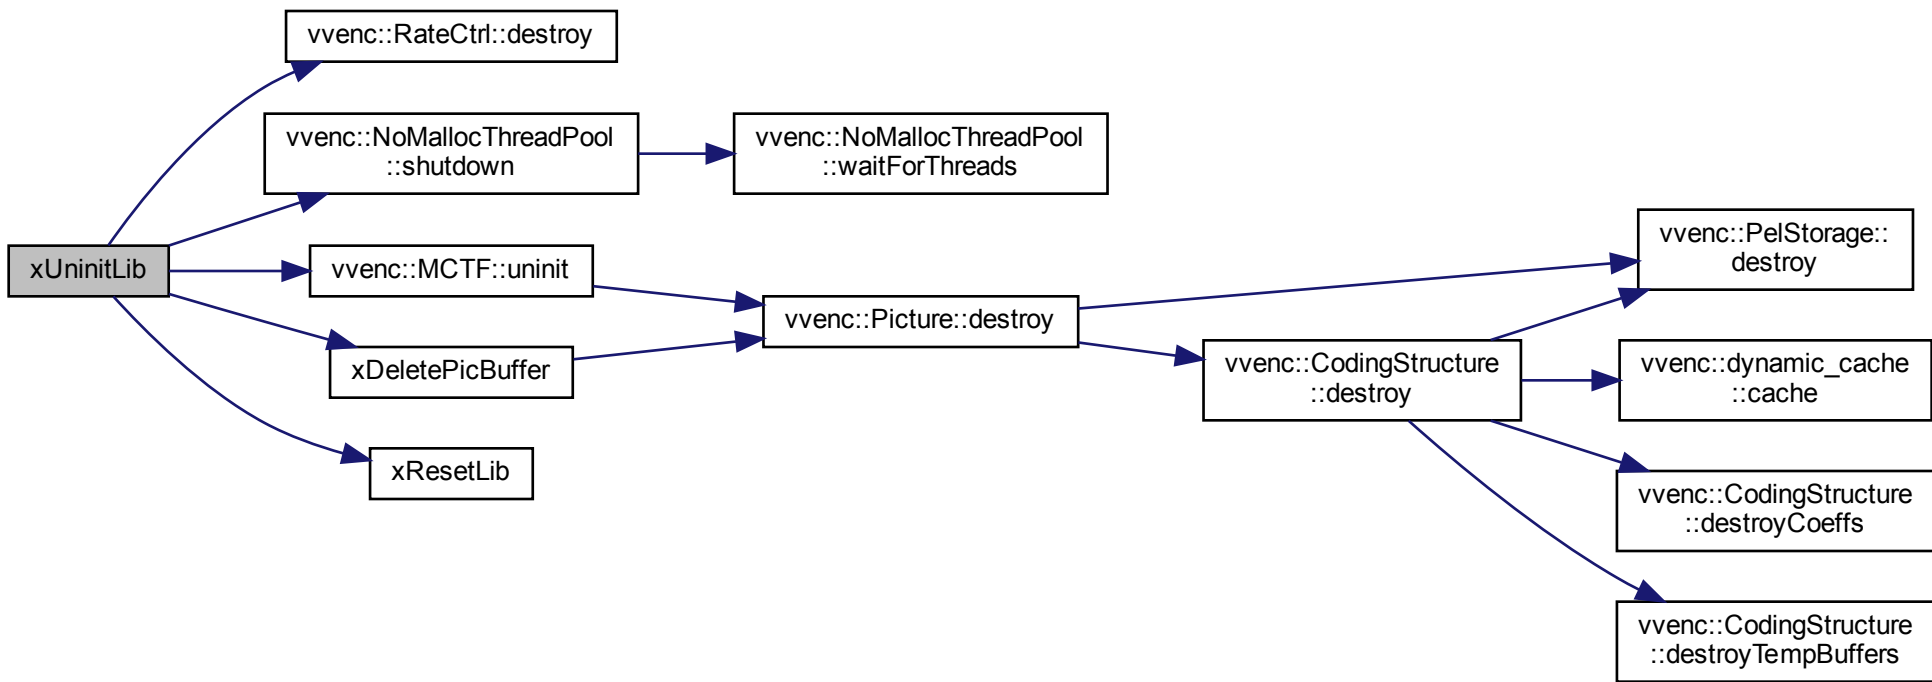 vvenc::RateCtrl::destroy
vvenc::NoMallocThreadPool
::shutdown
vvenc::NoMallocThreadPool
::waitForThreads
xUninitLib
vvenc::MCTF::uninit
xDeletePicBuffer
xResetLib
vvenc::Picture::destroy
vvenc::CodingStructure
::destroy
vvenc::PelStorage::
destroy
vvenc::dynamic_cache
::cache
vvenc::CodingStructure
::destroyCoeffs
vvenc::CodingStructure
::destroyTempBuffers